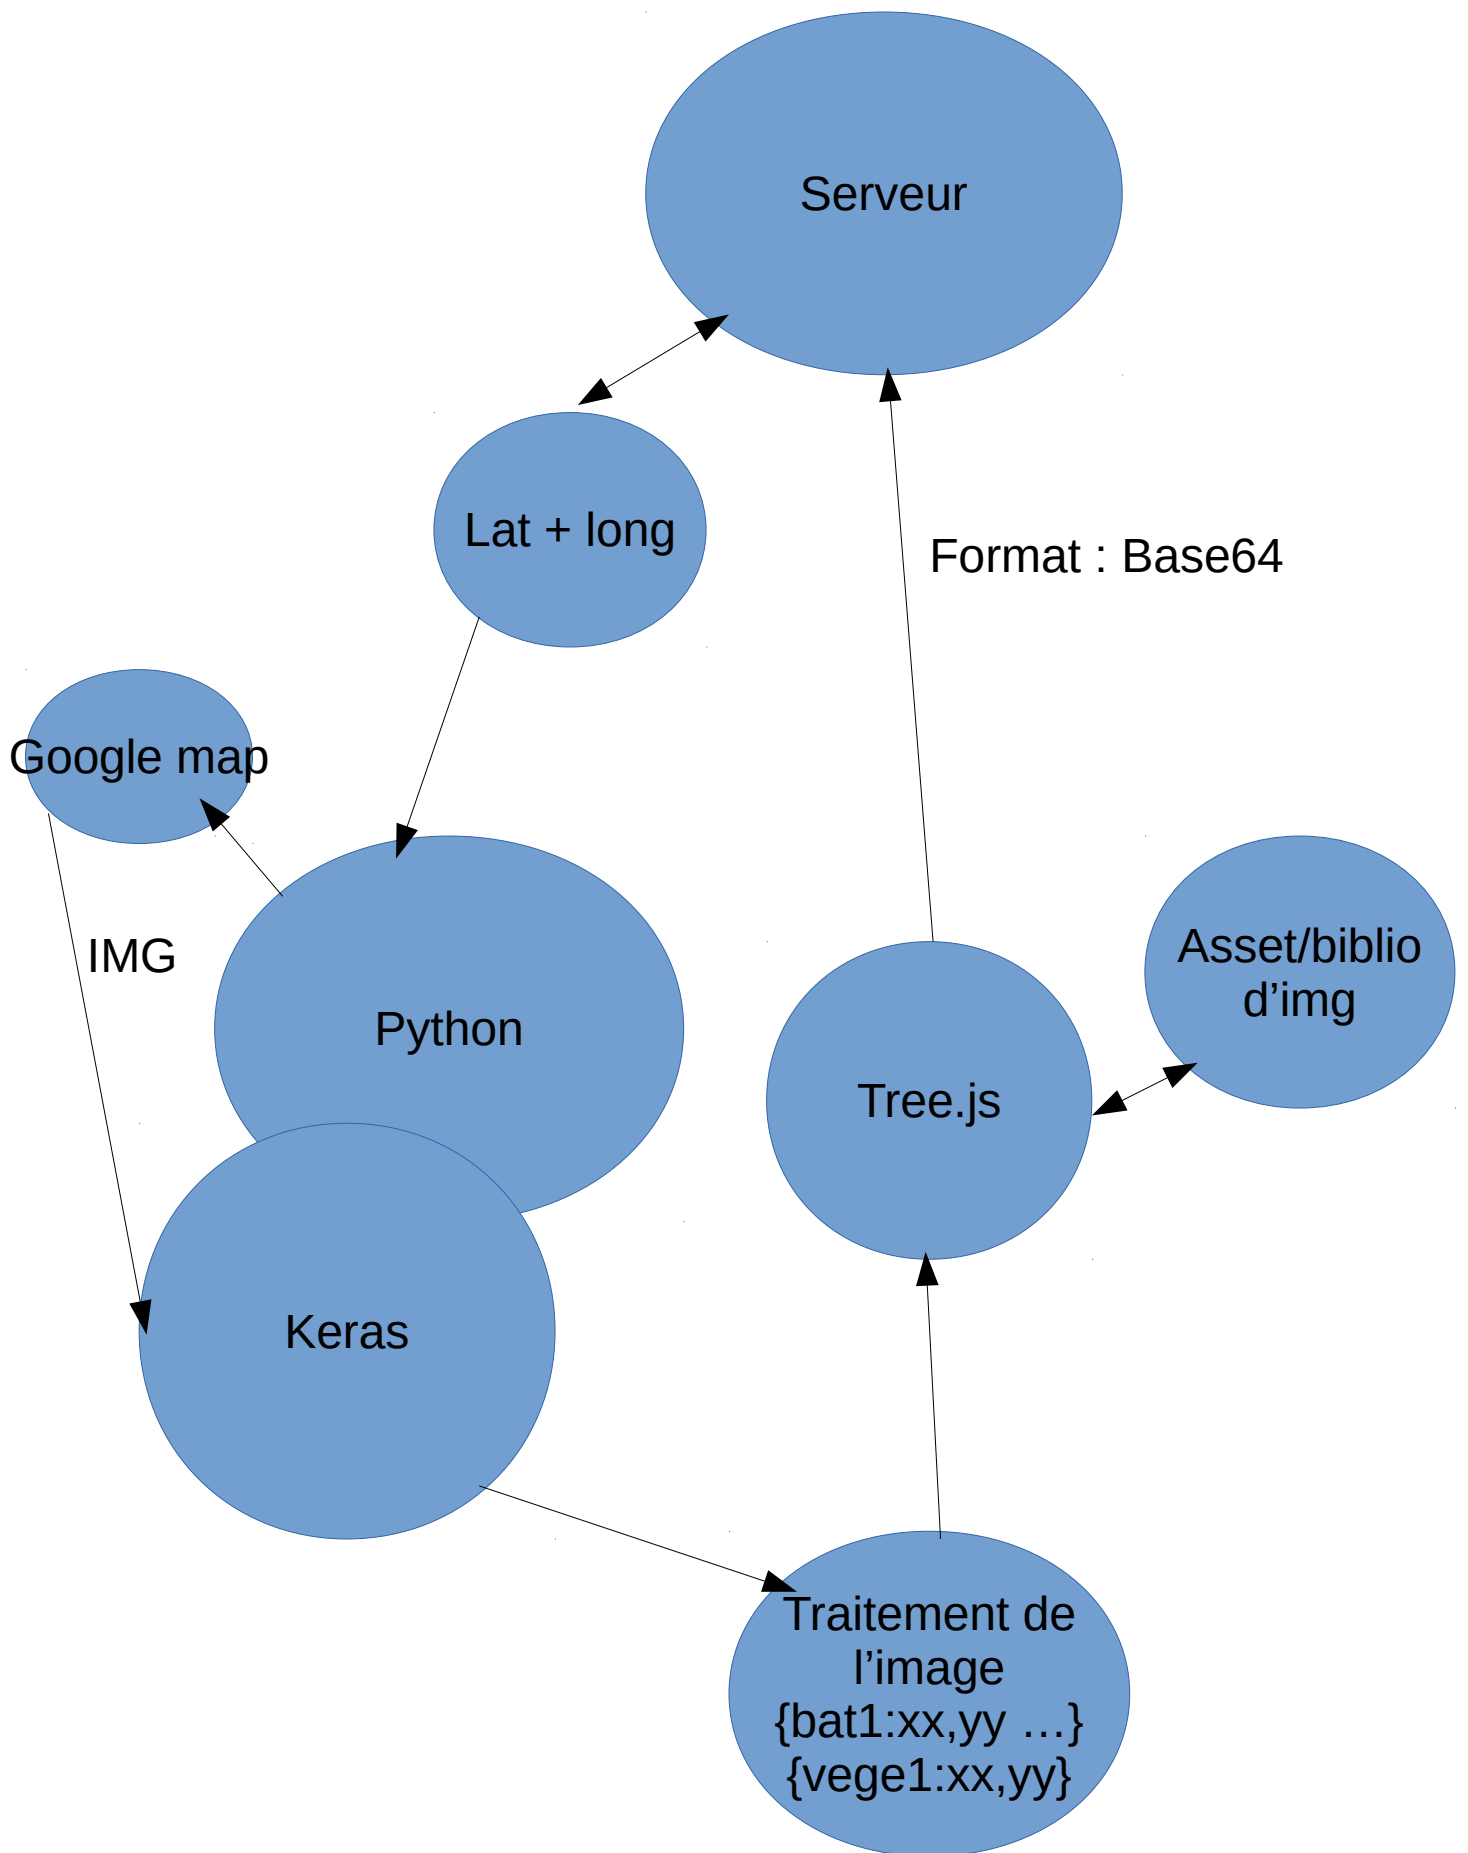 Serveur
Lat + long
Format : Base64
Google map
IMG
Python
Asset/biblio
d’img
Tree.js
Keras
Traitement de
l’image
{bat1:xx,yy …}
{vege1:xx,yy}